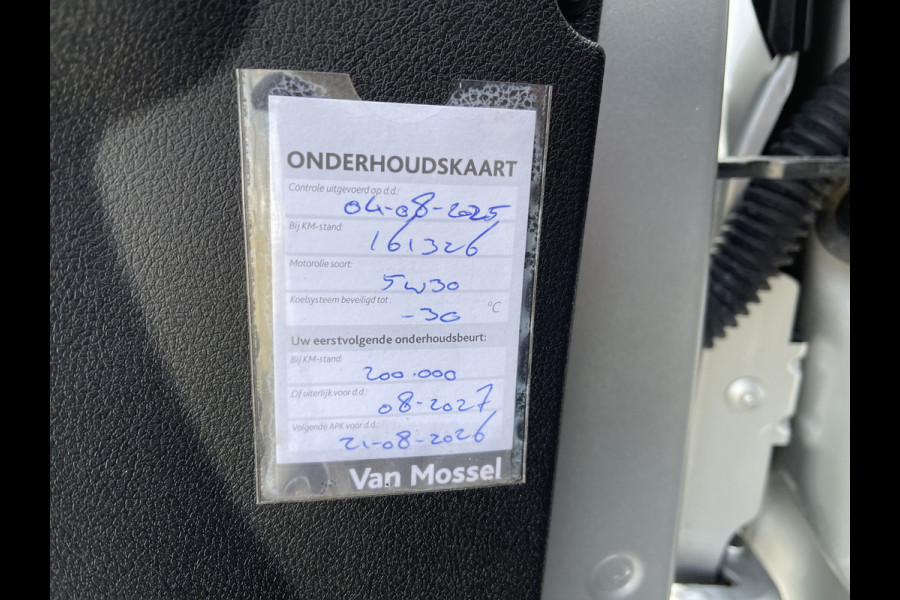 ONDERHOUDSKAART
Controle uitgevoerd op d.d.:
04-08-2025
Bij KM-stand:
161326
Motorolie soort:
5w30
Koelsysteem beveiligd tot:
-30 °C
Uw eerstvolgende onderhoudsbeurt:
Bij KM-stand:
200.000
Of uiterlijk voor d.d.:
08-2027
Volgende APK voor d.d.:
21-08-2026
Van Mossel